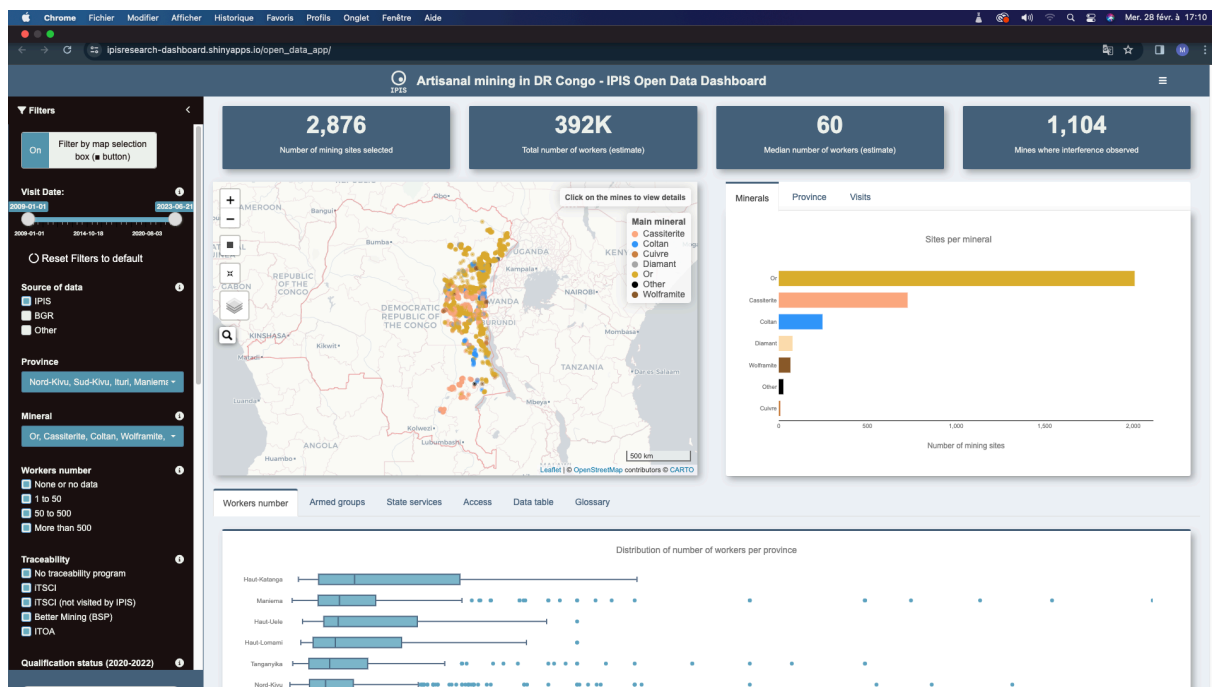 Chrome Fichier Modifier Afficher Historique Favoris Profils Onglet Fenêtre Aide Mer. 28 févr. à 17:10
ipisresearch-dashboard.shinyapps.io/open_data_app/
IPIS Artisanal mining in DR Congo - IPIS Open Data Dashboard
Filters
On Filter by map selection box (■ button)
Visit Date:
2009-01-01 2023-06-21
2009-01-01 2014-10-18 2020-08-03
Reset Filters to default
Source of data
IPIS
BGR
Other
Province
Nord-Kivu, Sud-Kivu, Ituri, Maniema
Mineral
Or, Cassiterite, Coltan, Wolframite,
Workers number
None or no data
1 to 50
50 to 500
More than 500
Traceability
No traceability program
iTSCI
iTSCI (not visited by IPIS)
Better Mining (BSP)
ITOA
Qualification status (2020-2022)
2,876
Number of mining sites selected
392K
Total number of workers (estimate)
60
Median number of workers (estimate)
1,104
Mines where interference observed
+
−
Click on the mines to view details
Main mineral
Cassiterite
Coltan
Cuivre
Diamant
Or
Other
Wolframite
Obo
CAMEROON
Bangui
Bumba
UGANDA
KENY
Kampala
REPUBLIC
OF THE
CONGO
GABON
NAIROBI
DEMOCRATIC
REPUBLIC OF
THE CONGO
WANDA
BURUNDI
KINSHASA
Kikwit
Matadi
Mombasa
TANZANIA
Dar es Salaam
Luanda
Mbeya
Kolwezi
Lubumbashi
ANGOLA
Huambo
500 km
Leaflet | © OpenStreetMap contributors © CARTO
Minerals Province Visits
Sites per mineral
Or
Cassiterite
Coltan
Diamant
Wolframite
Other
Cuivre
0 500 1,000 1,500 2,000
Number of mining sites
Workers number Armed groups State services Access Data table Glossary
Distribution of number of workers per province
Haut-Katanga
Maniema
Haut-Uele
Haut-Lomami
Tanganyika
Nord-Kivu